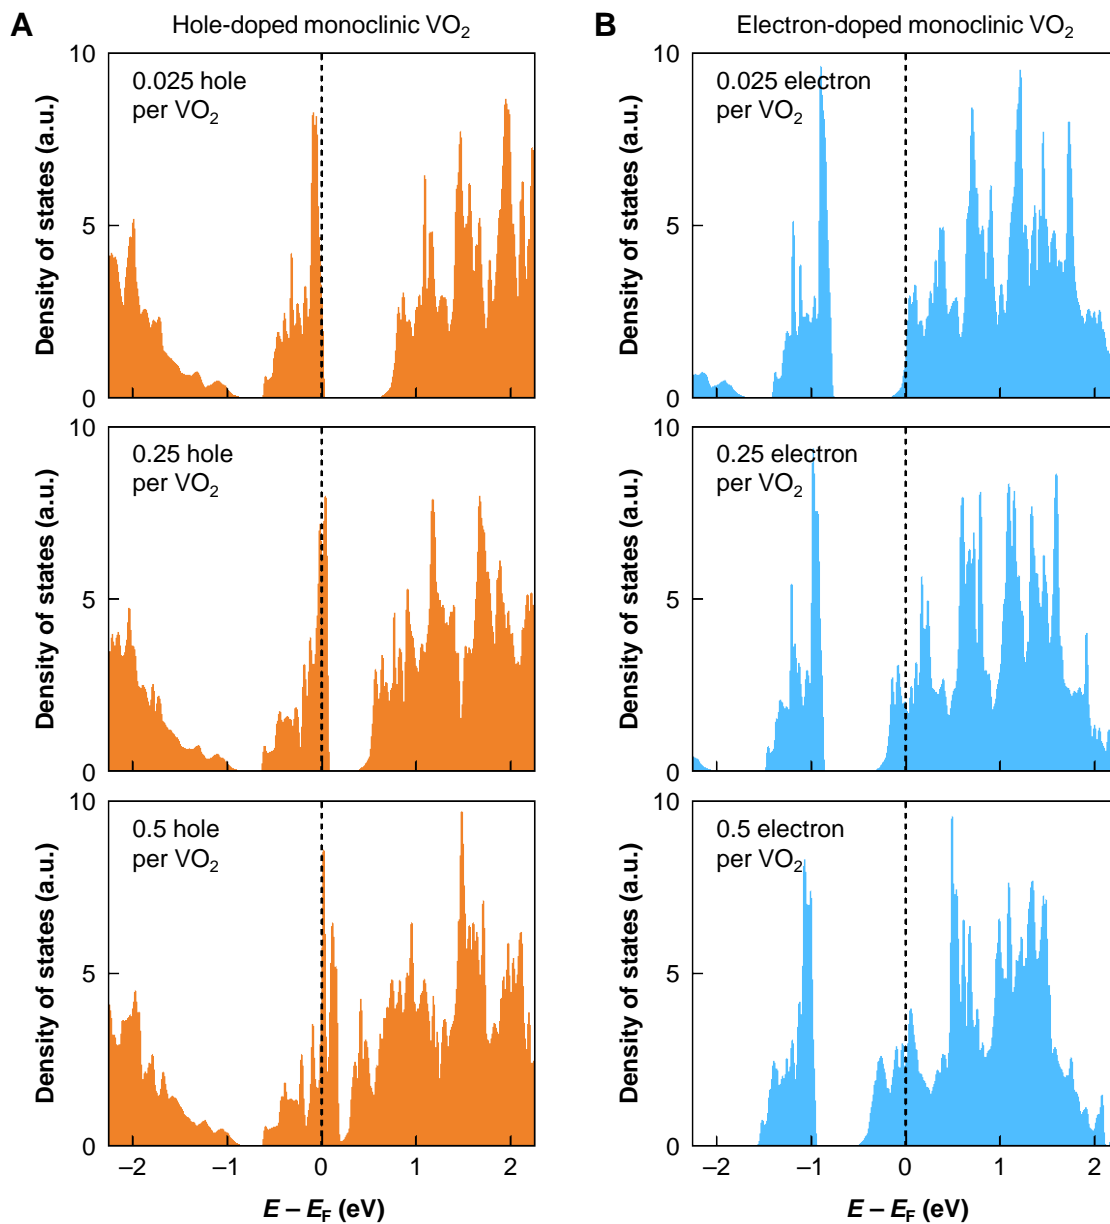 A
Hole-doped monoclinic VO₂
10
5
0
Density of states (a.u.)
0.025 hole
per VO₂
10
5
0
Density of states (a.u.)
0.25 hole
per VO₂
10
5
0
Density of states (a.u.)
0.5 hole
per VO₂
–2 –1 0 1 2
E – E_F (eV)
B
Electron-doped monoclinic VO₂
10
5
0
Density of states (a.u.)
0.025 electron
per VO₂
10
5
0
Density of states (a.u.)
0.25 electron
per VO₂
10
5
0
Density of states (a.u.)
0.5 electron
per VO₂
–2 –1 0 1 2
E – E_F (eV)